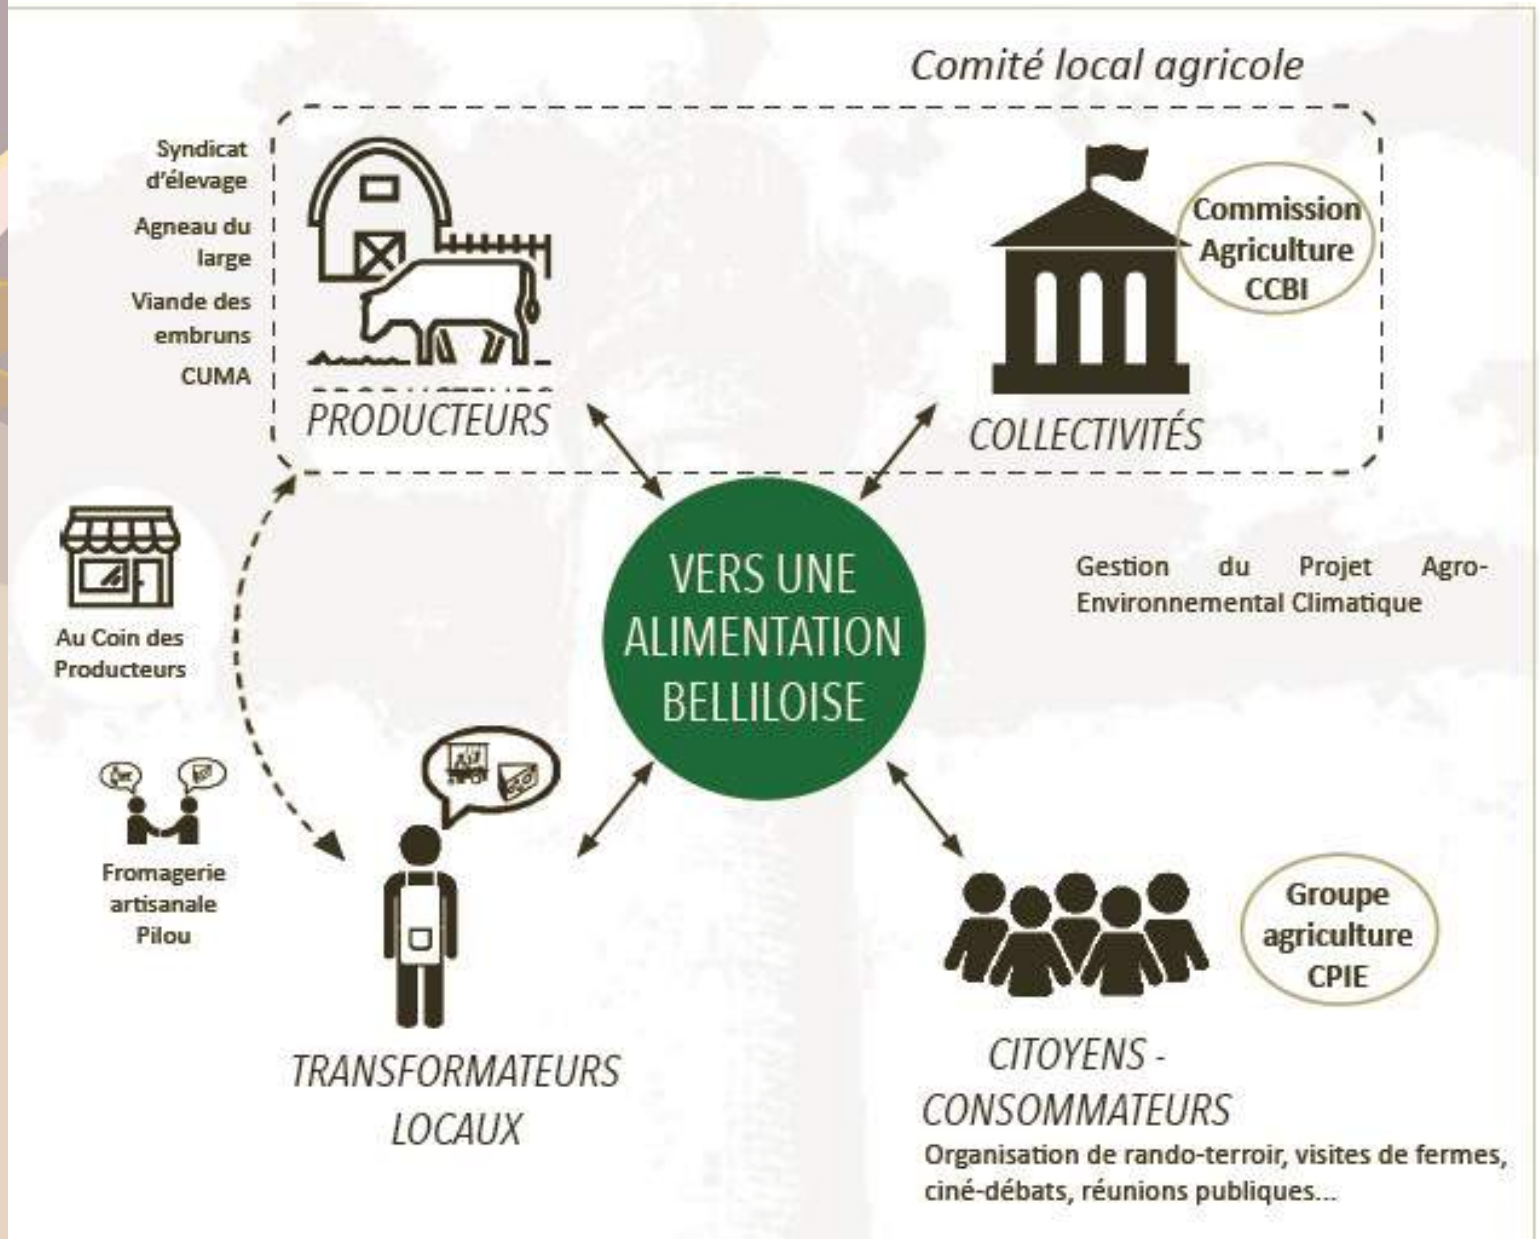 Comité local agricole
Syndicat
d'élevage
Agneau du
large
Viande des
embruns
CUMA
PRODUCTEURS
Commission
Agriculture
CCBI
COLLECTIVITÉS
VERS UNE
ALIMENTATION
BELLILOISE
Gestion du Projet Agro-
Environnemental Climatique
Au Coin des
Producteurs
Fromagerie
artisanale
Pilou
TRANSFORMATEURS
LOCAUX
Groupe
agriculture
CPIE
CITOYENS -
CONSOMMATEURS
Organisation de rando-terroir, visites de fermes,
ciné-débats, réunions publiques...